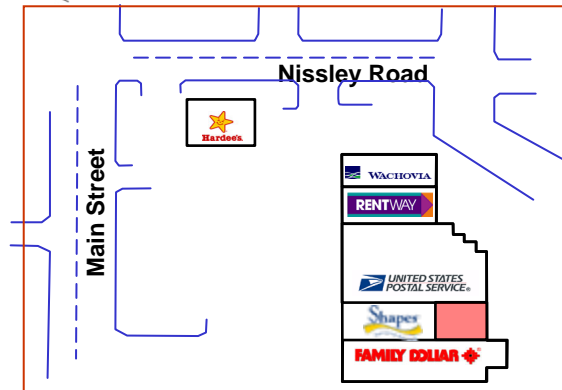 Nissley Road
Hardee's
Main Street
WACHOVIA
RENTWAY
UNITED STATES
POSTAL SERVICE®
Shapes
FAMILY DOLLAR